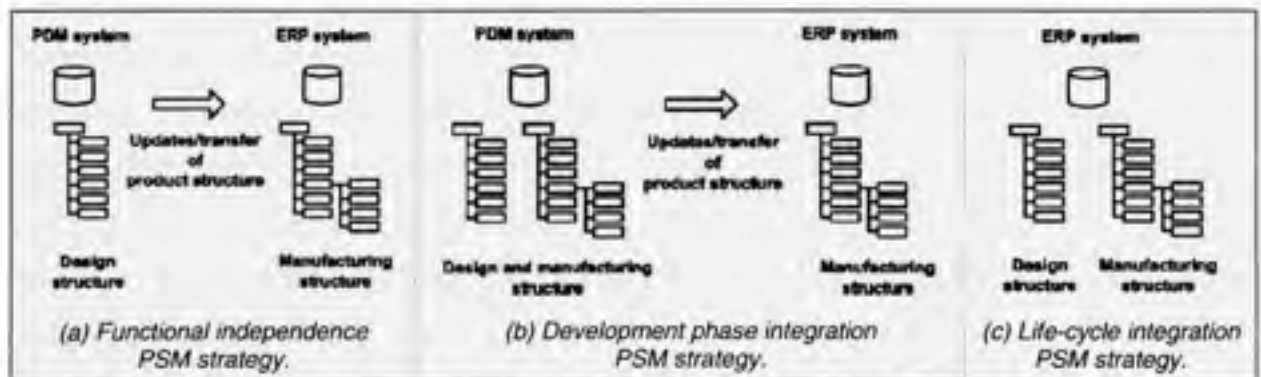 PDM system
ERP system
Updates/transfer
of
product structure
Design
structure
Manufacturing
structure
(a) Functional independence
PSM strategy.
PDM system
ERP system
Updates/transfer
of
product structure
Design and manufacturing
structure
Manufacturing
structure
(b) Development phase integration
PSM strategy.
ERP system
Design
structure
Manufacturing
structure
(c) Life-cycle integration
PSM strategy.